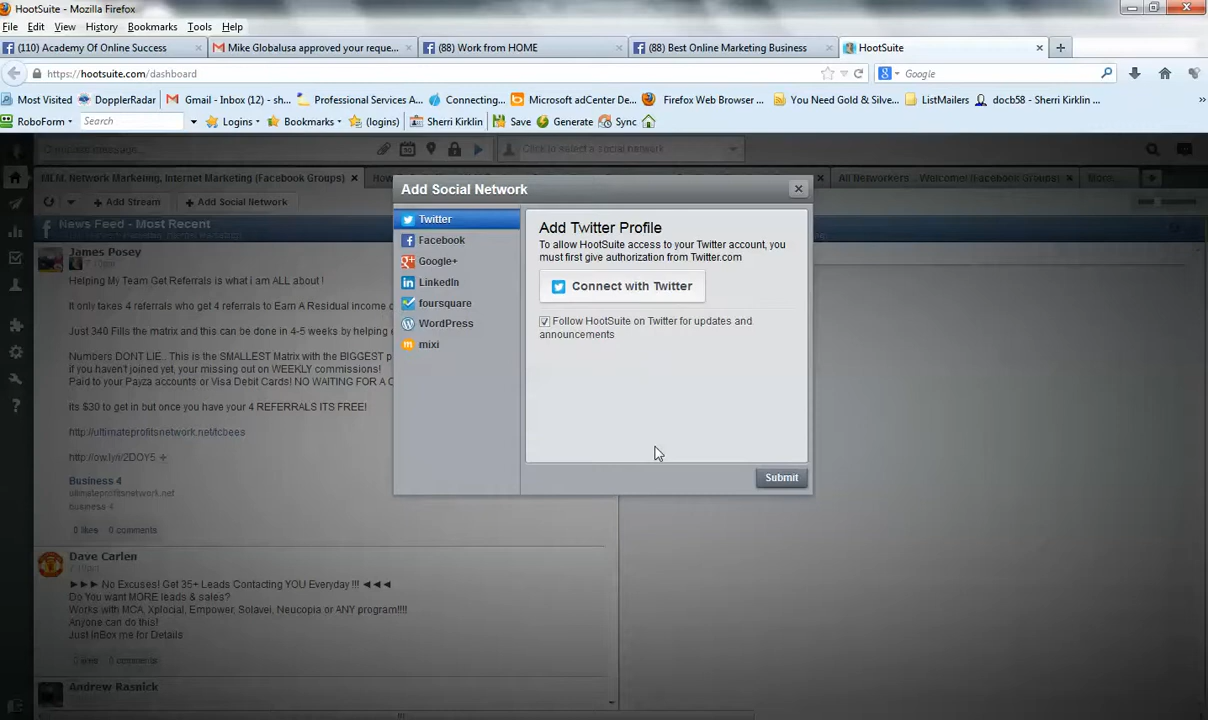 HootSuite - Mozilla Firefox
File Edit View History Bookmarks Tools Help
(110) Academy Of Online Success
Mike Globalusa approved your reque...
(88) Work from HOME
(88) Best Online Marketing Business
HootSuite
https://hootsuite.com/dashboard
Google
Most Visited DopplerRadar Gmail - Inbox (12) - sh... Professional Services A... Connecting... Microsoft adCenter De... Firefox Web Browser ... You Need Gold & Silve... ListMailers docb58 - Sherri Kirklin ...
RoboForm Search Logins Bookmarks (logins) Sherri Kirklin Save Generate Sync
message...
Click to select a social network
MLM, Network Marketing, Internet Marketing (Facebook Groups)
All Networkers .. Welcome! (Facebook Groups)
More...
Add Stream Add Social Network
News Feed - Most Recent
James Posey
Helping My Team Get Referrals is what i am ALL about !
It only takes 4 referrals who get 4 referrals to Earn A Residual income
Just 340 Fills the matrix and this can be done in 4-5 weeks by helping
Numbers DONT LIE.. This is the SMALLEST Matrix with the BIGGEST
if you haven't joined yet, your missing out on WEEKLY commissions!
Paid to your Payza accounts or Visa Debit Cards! NO WAITING FOR A
Its $30 to get in but once you have your 4 REFERRALS ITS FREE!
http://ultimateprofitsnetwork.net/tcbees
http://ow.ly/i/2DOY5
Business 4
ultimateprofitsnetwork.net
business 4
0 likes 0 comments
Dave Carlen
►►► No Excuses! Get 35+ Leads Contacting YOU Everyday !!! ◄◄◄
Do You want MORE leads & sales?
Works with MCA, Xplocial, Empower, Solavei, Neucopia or ANY program!!!!
Anyone can do this!
Just InBox me for Details
0 likes 0 comments
Andrew Rasnick
Add Social Network
Twitter
Facebook
Google+
LinkedIn
foursquare
WordPress
mixi
Add Twitter Profile
To allow HootSuite access to your Twitter account, you
must first give authorization from Twitter.com
Connect with Twitter
Follow HootSuite on Twitter for updates and
announcements
Submit